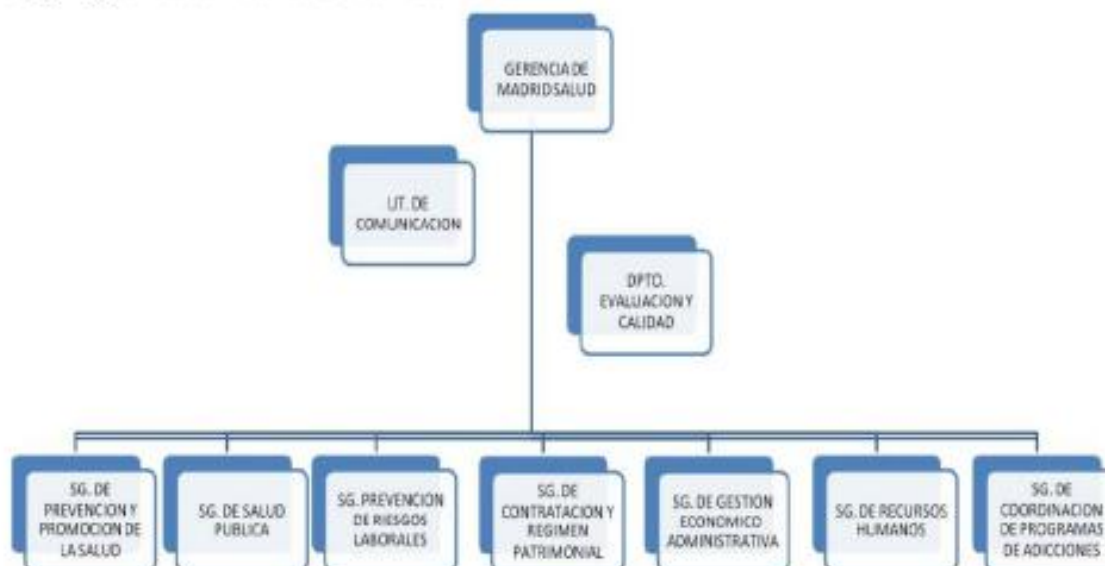 GERENCIA DE
MADRID SALUD
UT. DE
COMUNICACION
DPTO.
EVALUACION Y
CALIDAD
SG. DE
PREVENCION Y
PROMOCION DE
LA SALUD
SG. DE SALUD
PUBLICA
SG. PREVENCION
DE RIESGOS
LABORALES
SG. DE
CONTRATACION Y
REGIMEN
PATRIMONIAL
SG. DE GESTION
ECONOMICO
ADMINISTRATIVA
SG. DE RECURSOS
HUMANOS
SG. DE
COORDINACION
DE PROGRAMAS
DE ADICCIONES